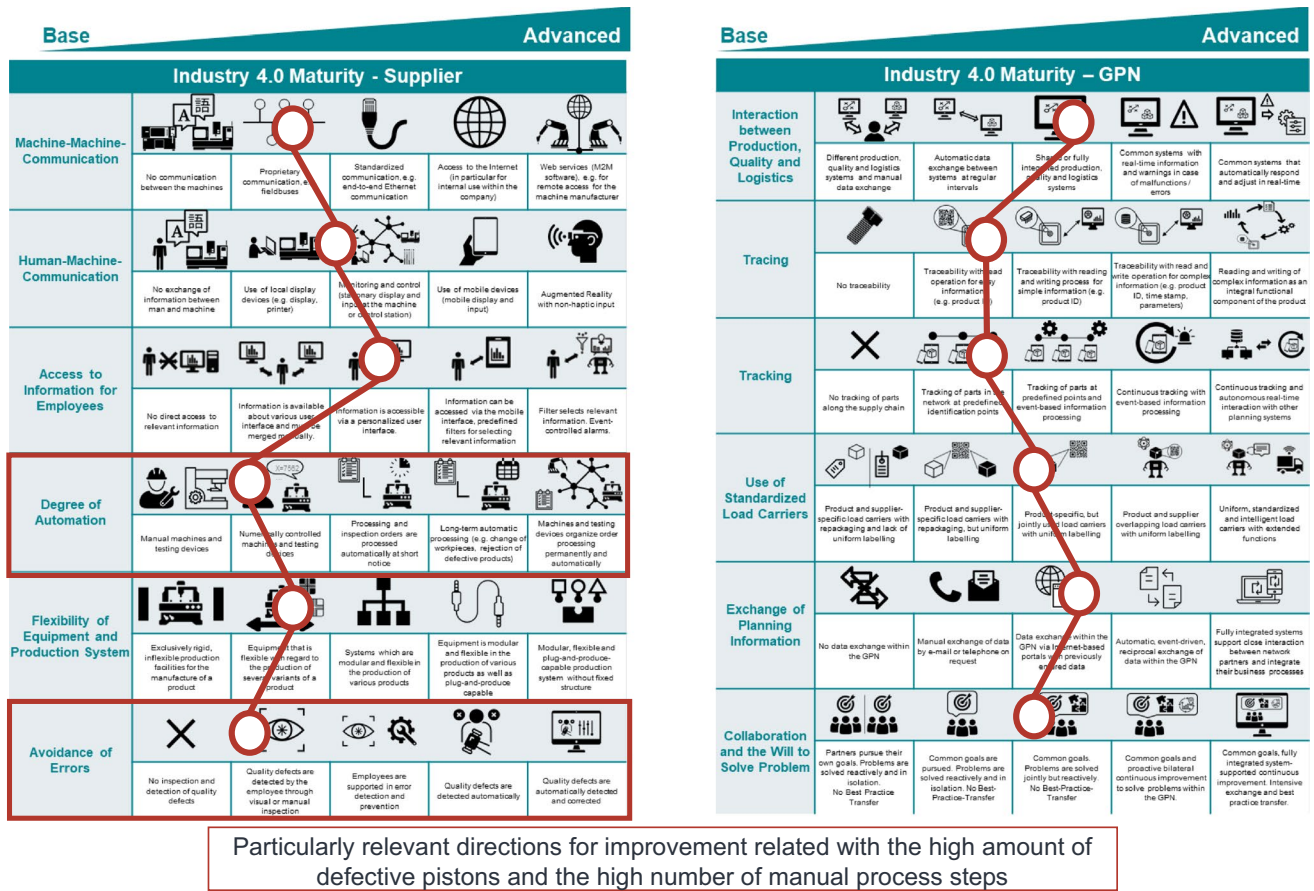 Base
Advanced
Industry 4.0 Maturity - Supplier
Machine-Machine-
Communication
No communication
between the machines
Proprietary
communication, e.
fieldbuses
Standardized
communication, e.g.
end-to-end Ethernet
communication
Access to the Internet
(in particular for
internal use within the
company)
Web services (M2M
software), e.g. for
remote access for the
machine manufacturer
Human-Machine-
Communication
No exchange of
information between
man and machine
Use of local display
devices (e.g. display,
printer)
Monitoring and control
(stationary display and
input at the machine
or control station)
Use of mobile devices
(mobile display and
input)
Augmented Reality
with non-haptic input
Access to
Information for
Employees
No direct access to
relevant information
Information is available
about various user
interface and must be
merged manually.
Information is accessible
via a personalized user
interface.
Information can be
accessed via the mobile
interface, predefined
filters for selecting
relevant information
Filter selects relevant
information. Event-
controlled alarms.
Degree of
Automation
X=7582
Manual machines and
testing devices
Numerically controlled
machines and testing
devices
Processing and
inspection orders are
processed
automatically at short
notice
Long-term automatic
processing (e.g. change of
workpieces, rejection of
defective products)
Machines and testing
devices organize order
processing
permanently and
automatically
Flexibility of
Equipment and
Production System
Exclusively rigid,
inflexible production
facilities for the
manufacture of a
product
Equipment that is
flexible with regard to
the production of
several variants of a
product
Systems which are
modular and flexible in
the production of
various products
Equipment is modular
and flexible in the
production of various
products as well as
plug-and-produce
capable
Modular, flexible and
plug-and-produce-
capable production
system without fixed
structure
Avoidance of
Errors
No inspection and
detection of quality
defects
Quality defects are
detected by the
employee through
visual or manual
inspection
Employees are
supported in error
detection and
prevention
Quality defects are
detected automatically
Quality defects are
automatically detected
and corrected
Base
Advanced
Industry 4.0 Maturity – GPN
Interaction
between
Production,
Quality and
Logistics
Different production,
quality and logistics
systems and manual
data exchange
Automatic data
exchange between
systems at regular
intervals
Shared or fully
integrated production,
quality and logistics
systems
Common systems with
real-time information
and warnings in case
of malfunctions /
errors
Common systems that
automatically respond
and adjust in real-time
Tracing
No traceability
Traceability with read
operation for easy
information
(e.g. product ID)
Traceability with reading
and writing process for
simple information (e.g.
product ID)
Traceability with read and
write operation for complex
information (e.g. product
ID, time stamp,
parameters)
Reading and writing of
complex information as an
integral functional
component of the product
Tracking
No tracking of parts
along the supply chain
Tracking of parts in the
network at predefined
identification points
Tracking of parts at
predefined points and
event-based information
processing
Continuous tracking with
event-based information
processing
Continuous tracking and
autonomous real-time
interaction with other
planning systems
Use of
Standardized
Load Carriers
Product and supplier-
specific load carriers with
repackaging and lack of
uniform labelling
Product and supplier-
specific load carriers with
repackaging, but uniform
labelling
Product-specific, but
jointly used load carriers
with uniform labelling
Product and supplier
overlapping load carriers
with uniform labelling
Uniform, standardized
and intelligent load
carriers with extended
functions
Exchange of
Planning
Information
No data exchange within
the GPN
Manual exchange of data
by e-mail or telephone on
request
Data exchange within the
GPN via Internet-based
portals with previously
entered data
Automatic, event-driven,
reciprocal exchange of
data within the GPN
Fully integrated systems
support close interaction
between network
partners and integrate
their business processes
Collaboration
and the Will to
Solve Problem
Partners pursue their
own goals. Problems are
solved reactively and in
isolation.
No Best Practice
Transfer
Common goals are
pursued. Problems are
solved reactively and in
isolation. No Best-
Practice-Transfer
Common goals.
Problems are solved
jointly but reactively.
No Best-Practice-
Transfer
Common goals and
proactive bilateral
continuous improvement
to solve problems within
the GPN.
Common goals, fully
integrated system-
supported continuous
improvement. Intensive
exchange and best
practice transfer.
Particularly relevant directions for improvement related with the high amount of
defective pistons and the high number of manual process steps